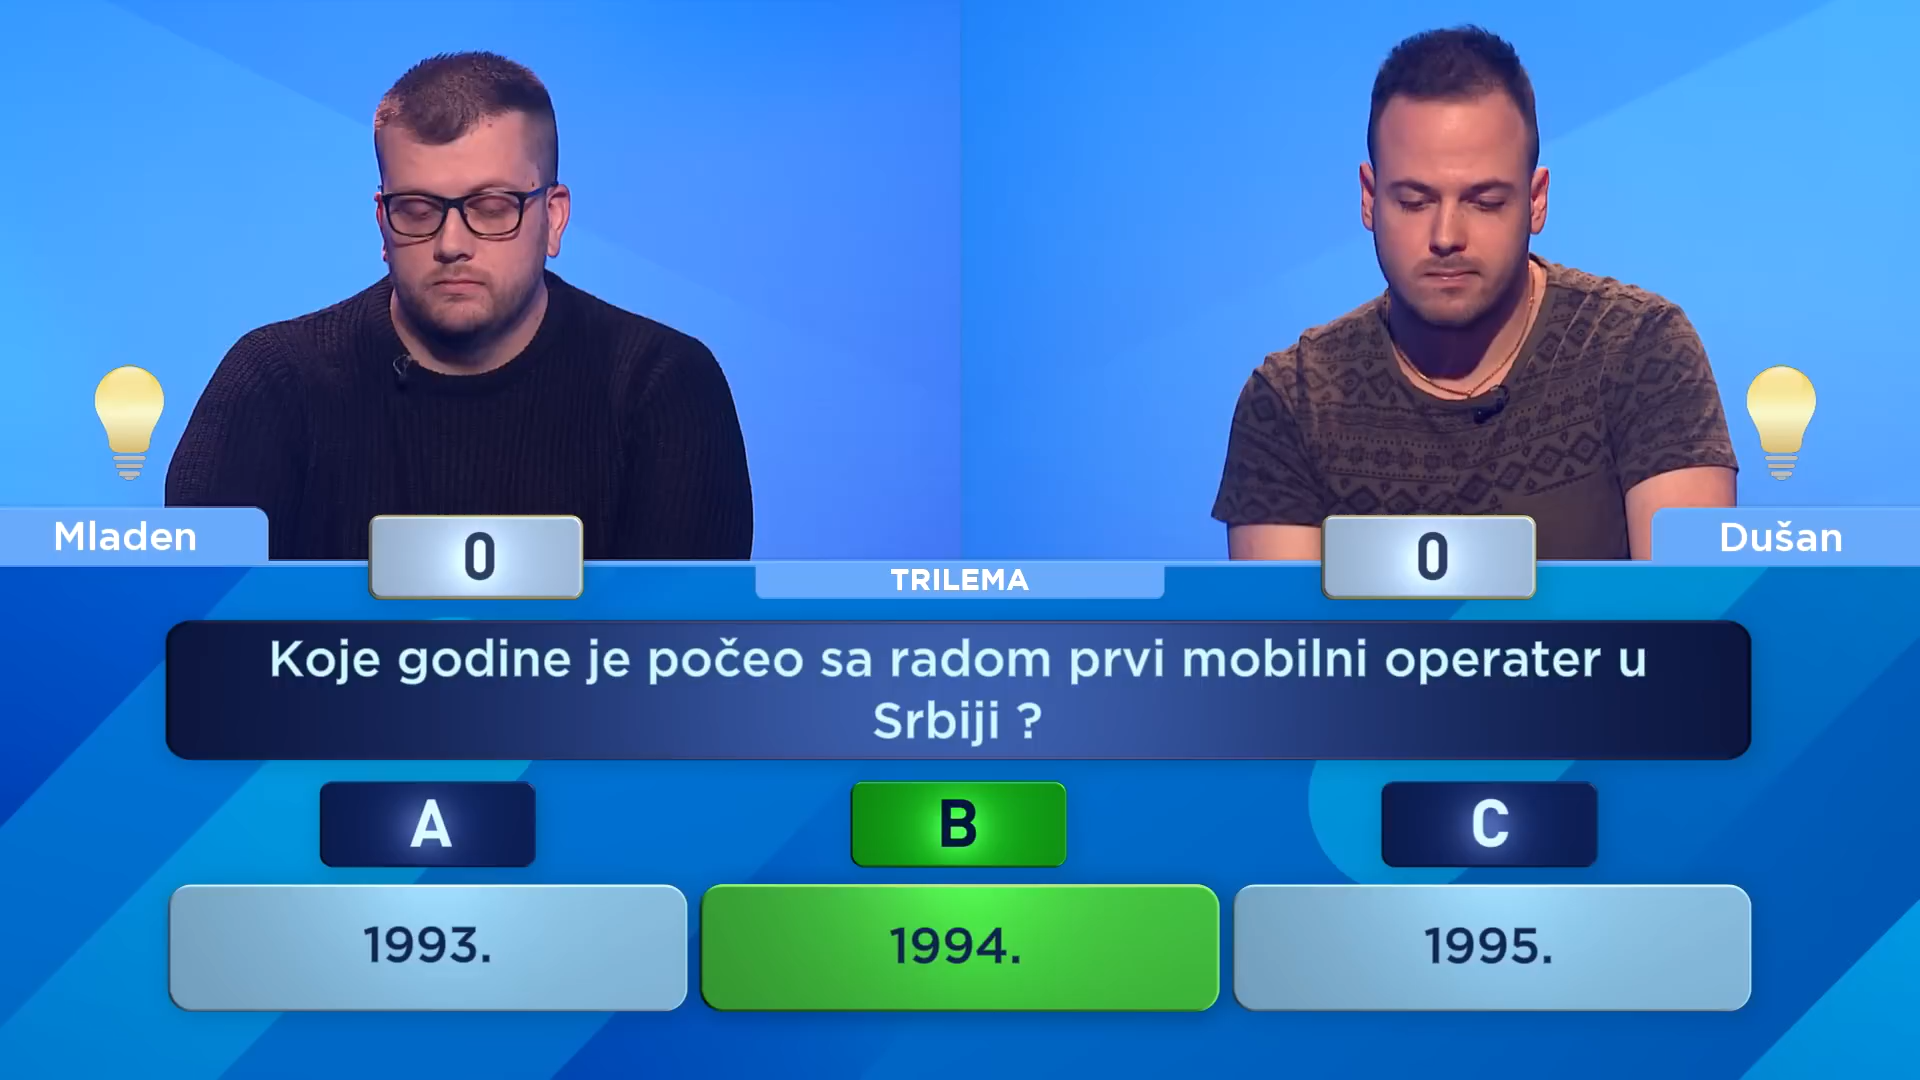 Mladen
0
TRILEMA
0
Dušan
Koje godine je počeo sa radom prvi mobilni operater u
Srbiji ?
A
B
C
1993.
1994.
1995.